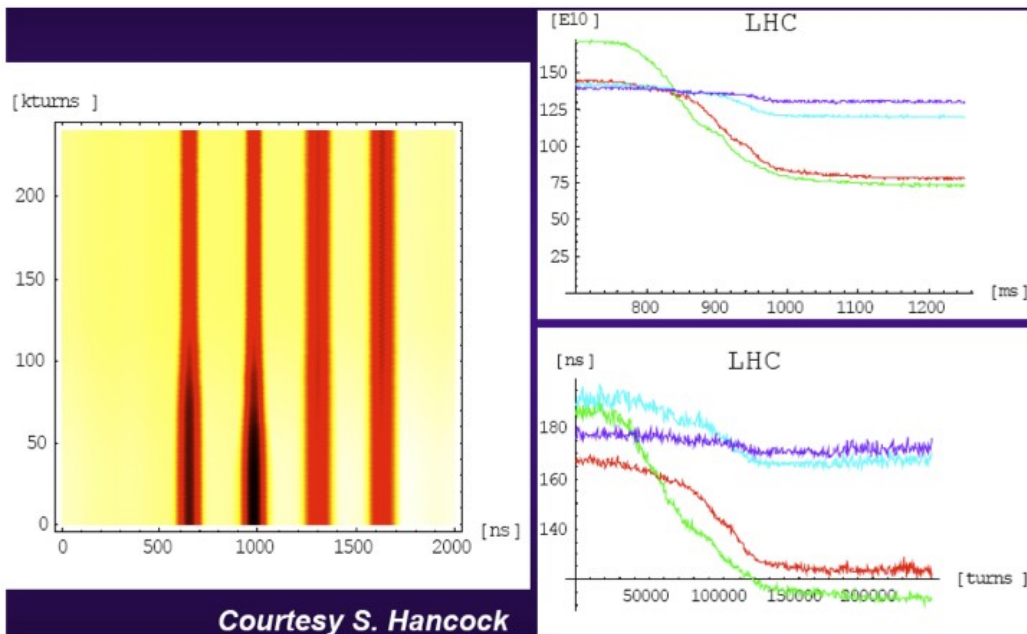 [kturns ]
200
150
100
50
0
0 500 1000 1500 2000 [ns]
Courtesy S. Hancock
[E10] LHC
150
125
100
75
50
25
800 900 1000 1100 1200 [ms]
[ns] LHC
180
160
140
50000 100000 150000 200000 [turns ]